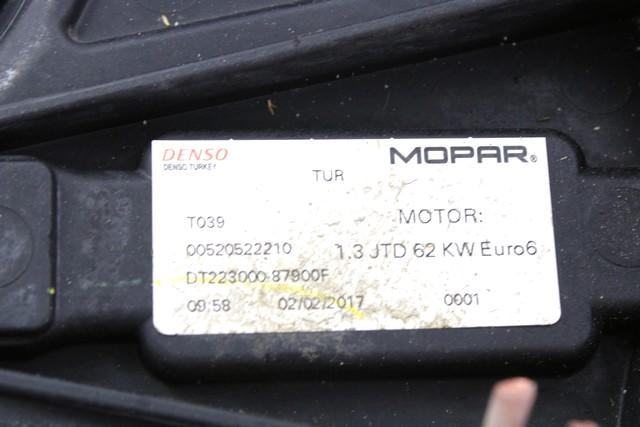 DENSO MOPAR®
DENSO TURKEY
TUR
T039 MOTOR:
00520522210 1.3 JTD 62 KW Euro6
DT223000-87900F
09:58 02/02/2017 0001